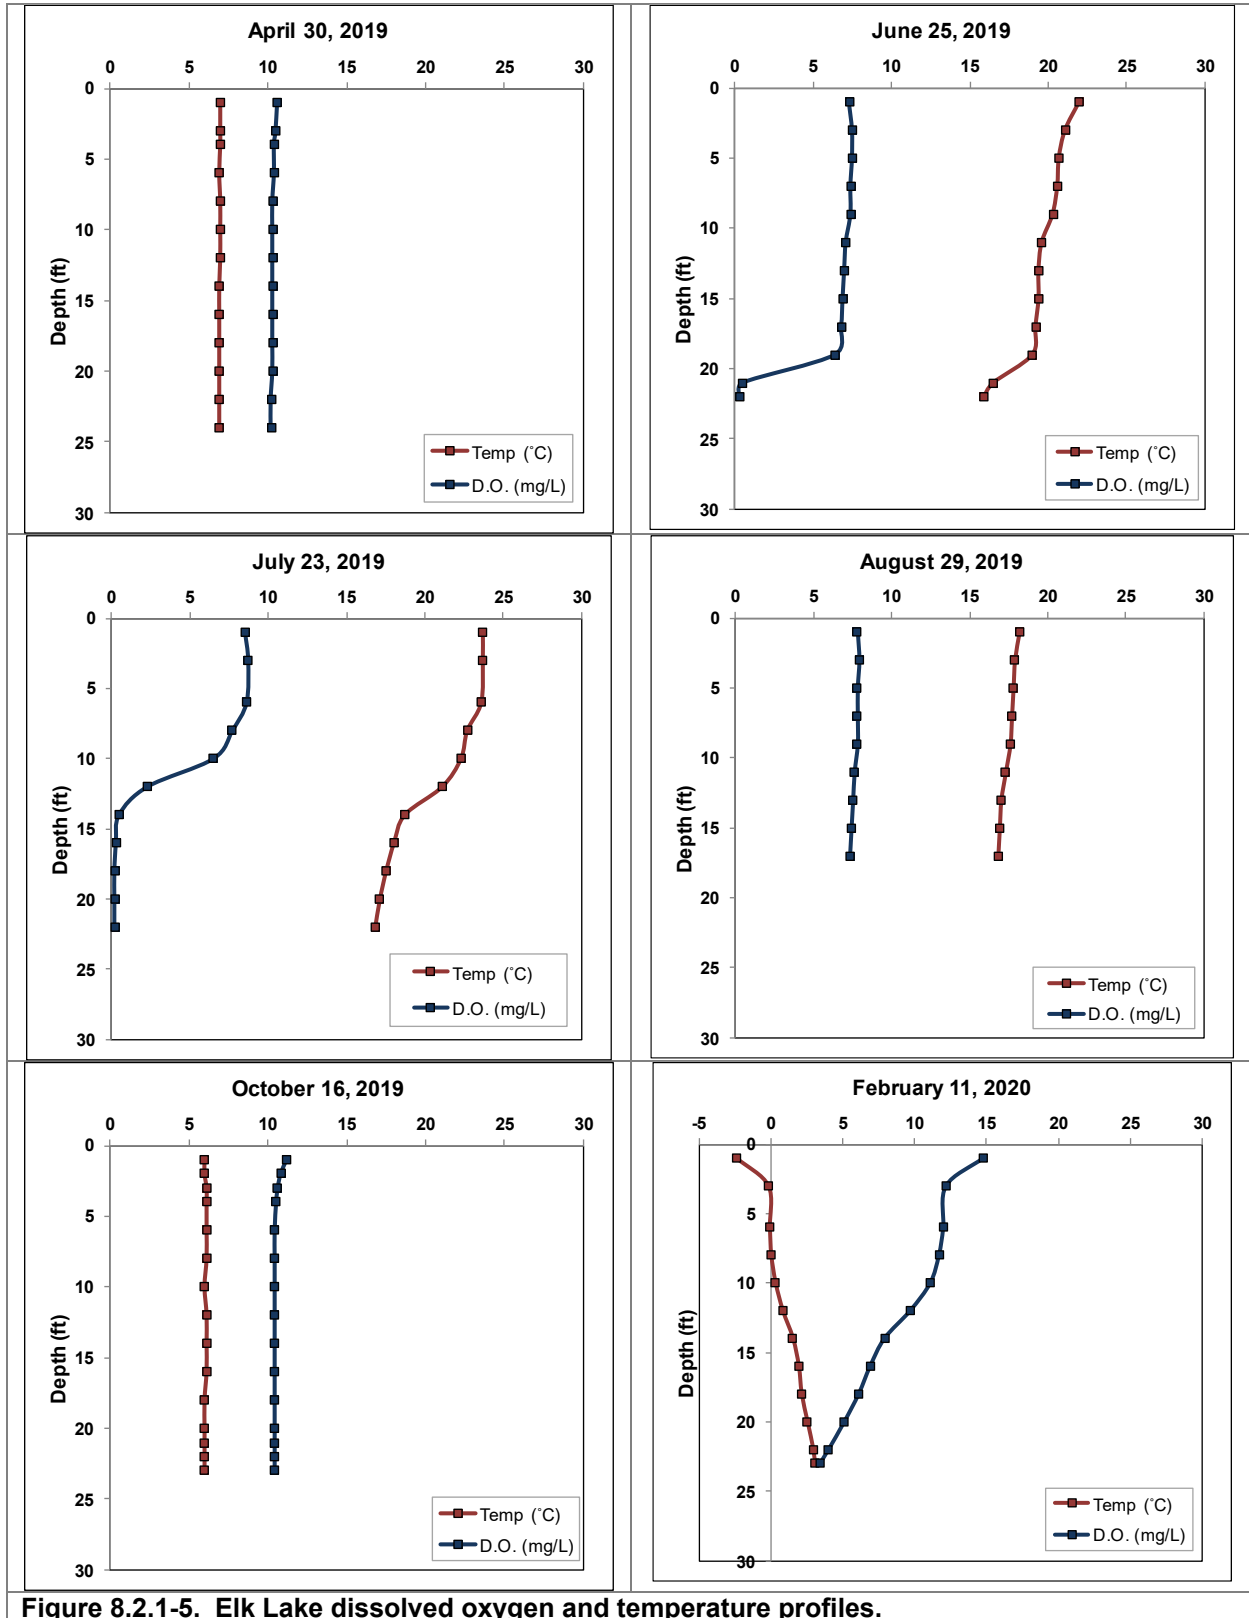 April 30, 2019
0 5 10 15 20 25 30
0
5
10
15
20
25
30
Depth (ft)
Temp (°C)
D.O. (mg/L)
June 25, 2019
0 5 10 15 20 25 30
0
5
10
15
20
25
30
Depth (ft)
Temp (°C)
D.O. (mg/L)
July 23, 2019
0 5 10 15 20 25 30
0
5
10
15
20
25
30
Depth (ft)
Temp (°C)
D.O. (mg/L)
August 29, 2019
0 5 10 15 20 25 30
0
5
10
15
20
25
30
Depth (ft)
Temp (°C)
D.O. (mg/L)
October 16, 2019
0 5 10 15 20 25 30
0
5
10
15
20
25
30
Depth (ft)
Temp (°C)
D.O. (mg/L)
February 11, 2020
-5 0 5 10 15 20 25 30
0
5
10
15
20
25
30
Depth (ft)
Temp (°C)
D.O. (mg/L)
Figure 8.2.1-5. Elk Lake dissolved oxygen and temperature profiles.